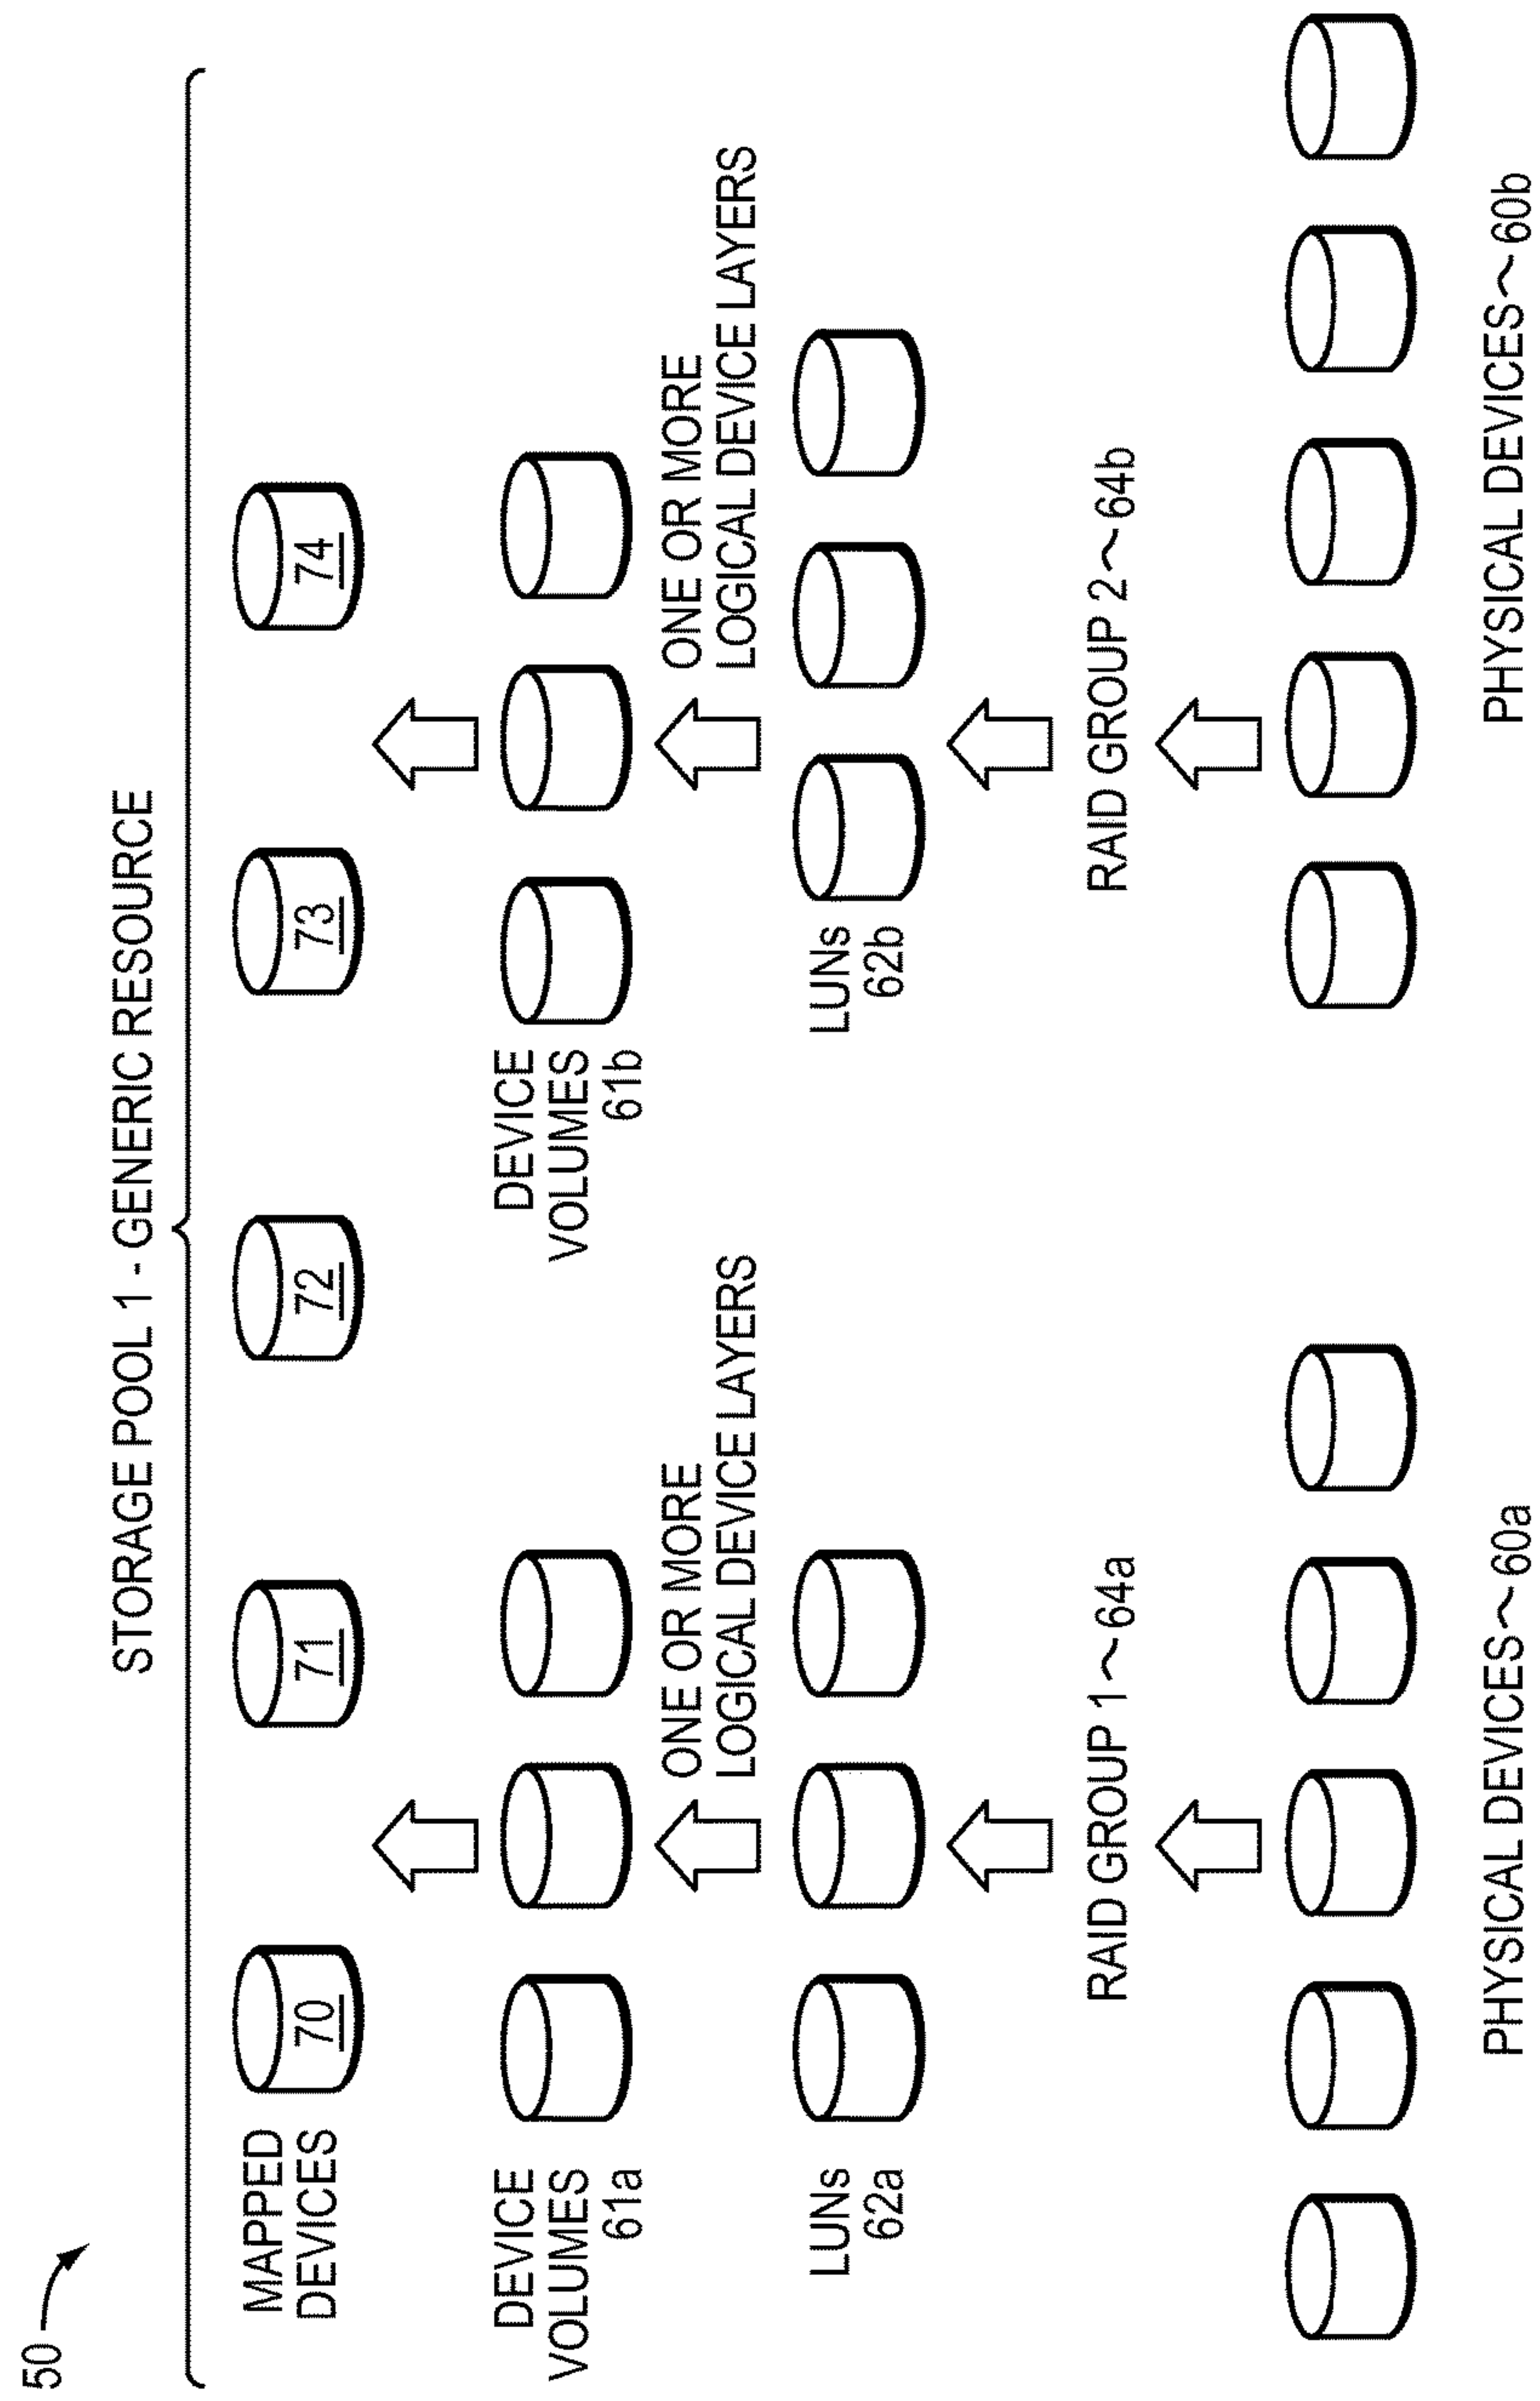 50
STORAGE POOL 1 - GENERIC RESOURCE
MAPPED
DEVICES
70
71
72
73
74
DEVICE
VOLUMES
61a
DEVICE
VOLUMES
61b
ONE OR MORE
LOGICAL DEVICE LAYERS
ONE OR MORE
LOGICAL DEVICE LAYERS
LUNs
62a
LUNs
62b
RAID GROUP 1~64a
RAID GROUP 2~64b
PHYSICAL DEVICES~60a
PHYSICAL DEVICES~60b